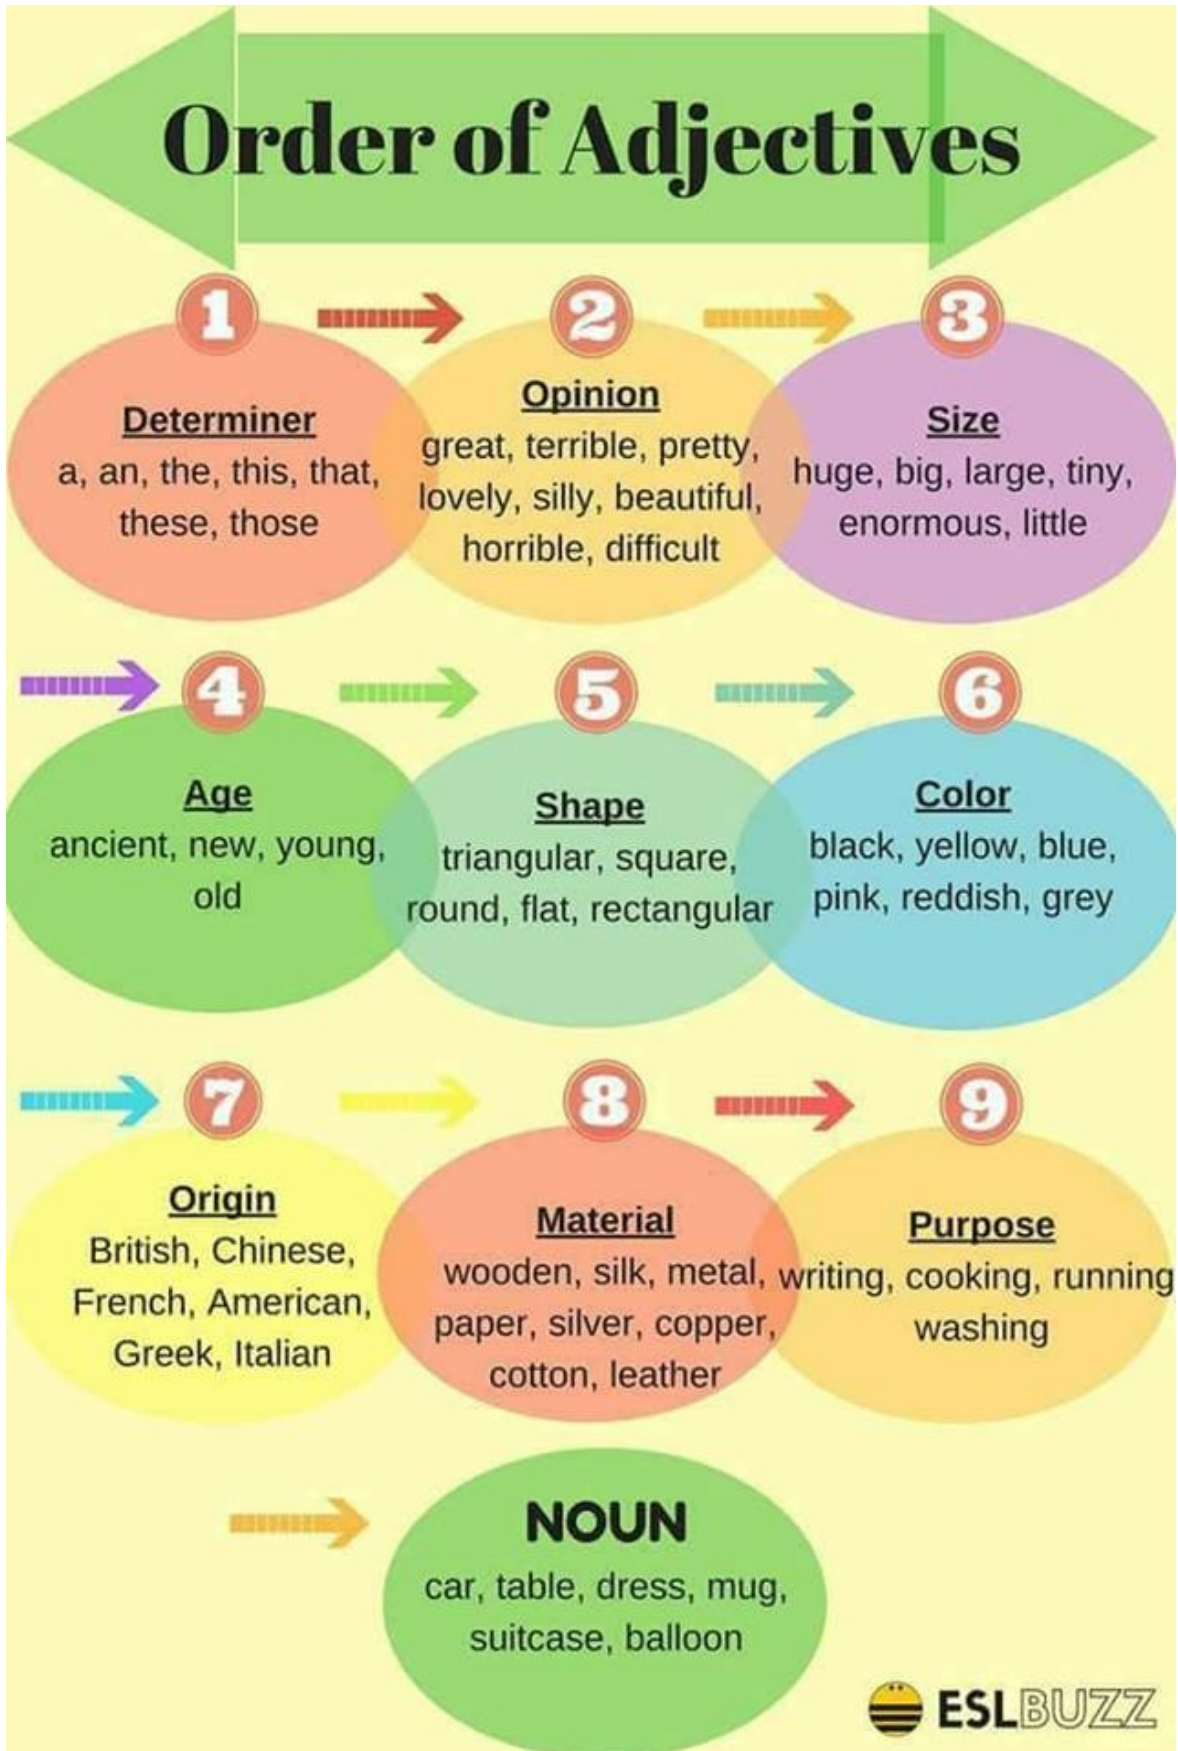 Order of Adjectives
1
Determiner
a, an, the, this, that,
these, those
2
Opinion
great, terrible, pretty,
lovely, silly, beautiful,
horrible, difficult
3
Size
huge, big, large, tiny,
enormous, little
4
Age
ancient, new, young,
old
5
Shape
triangular, square,
round, flat, rectangular
6
Color
black, yellow, blue,
pink, reddish, grey
7
Origin
British, Chinese,
French, American,
Greek, Italian
8
Material
wooden, silk, metal,
paper, silver, copper,
cotton, leather
9
Purpose
writing, cooking, running
washing
NOUN
car, table, dress, mug,
suitcase, balloon
ESLBUZZ